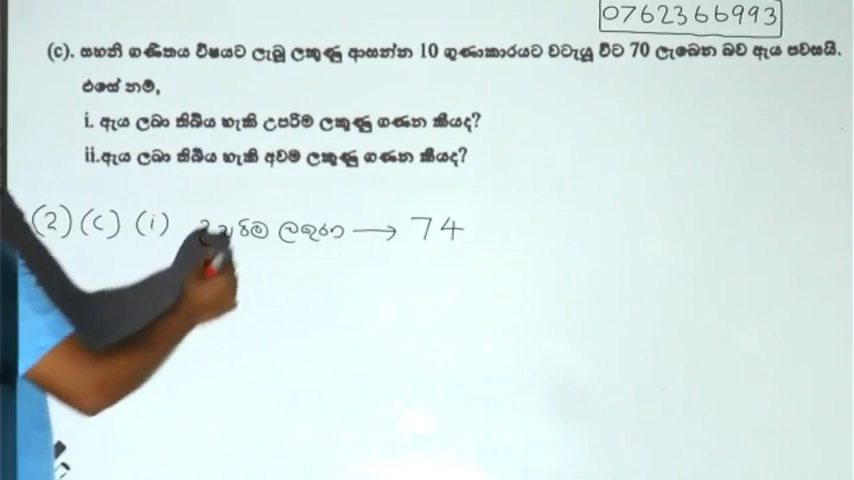 0762366993
(c). සහනි ගණිතය විෂයට ලැබූ ලකුණු ආසන්න 10 ගුණාකාරයට වටැයූ විට 70 ලැබෙන බව ඇය පවසයි.
එසේ නම්,
i. ඇය ලබා තිබිය හැකි උපරිම ලකුණු ගණන කීයද?
ii.ඇය ලබා තිබිය හැකි අවම ලකුණු ගණන කීයද?
(2) (C) (i) උපරිම ලකුණ → 74